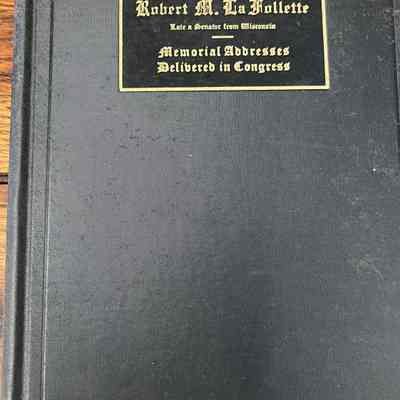 Robert M. La Follette
Late a Senator from Wisconsin
Memorial Addresses
Delivered in Congress